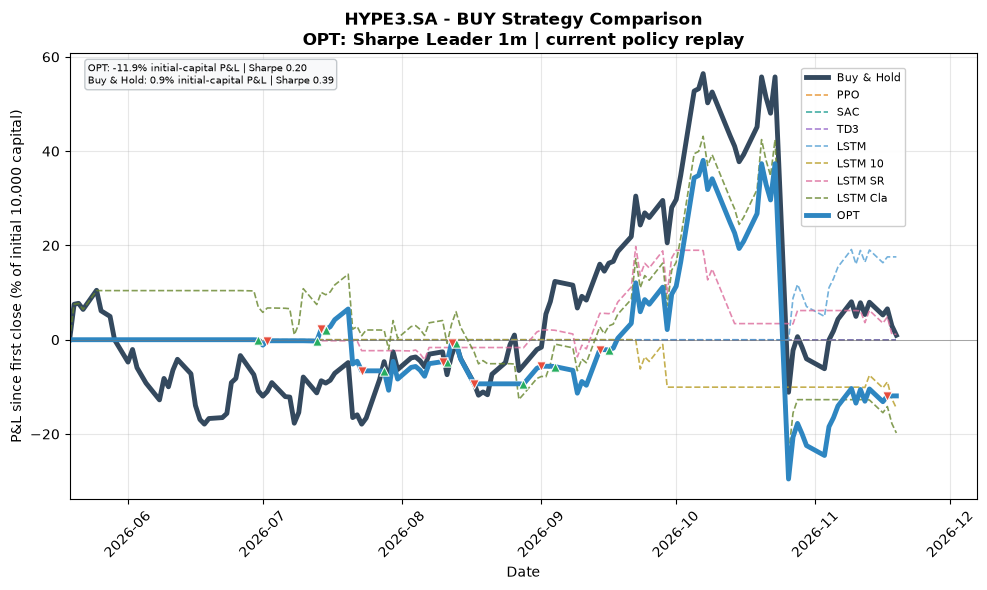 HYPE3.SA - BUY Strategy Comparison
OPT: Sharpe Leader 1m | current policy replay
OPT: -11.9% initial-capital P&L | Sharpe 0.20
Buy & Hold: 0.9% initial-capital P&L | Sharpe 0.39
Buy & Hold
PPO
SAC
TD3
LSTM
LSTM 10
LSTM SR
LSTM Cla
OPT
P&L since first close (% of initial 10,000 capital)
60
40
20
0
−20
2026-06
2026-07
2026-08
2026-09
2026-10
2026-11
2026-12
Date